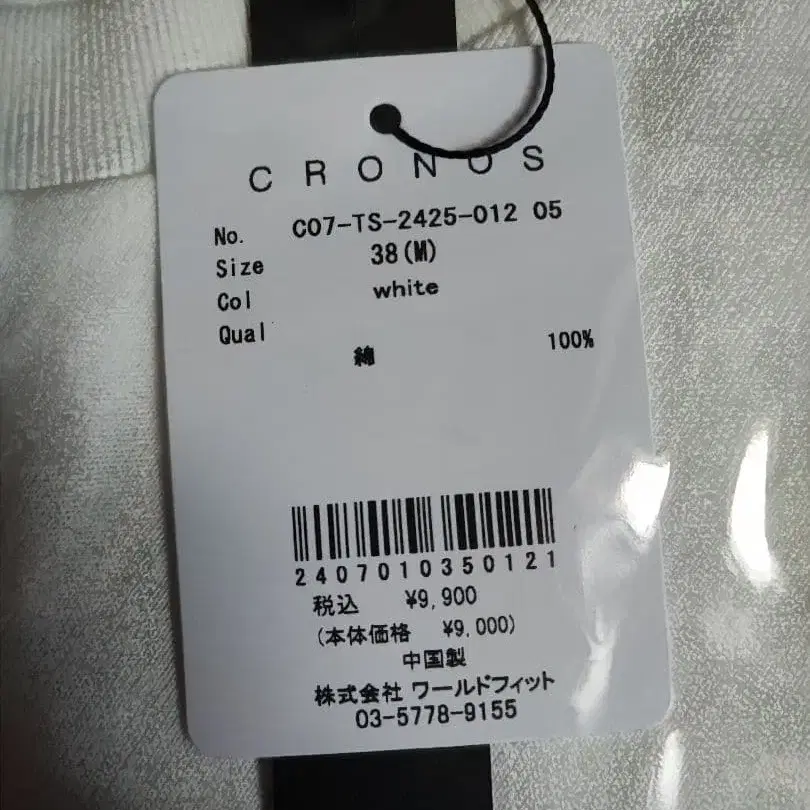 CRONOS
No. C07-TS-2425-012 05
Size 38(M)
Col white
Qual
綿 100%
2407010350121
税込 ¥9,900
(本体価格 ¥9,000)
中国製
株式会社 ワールドフィット
03-5778-9155